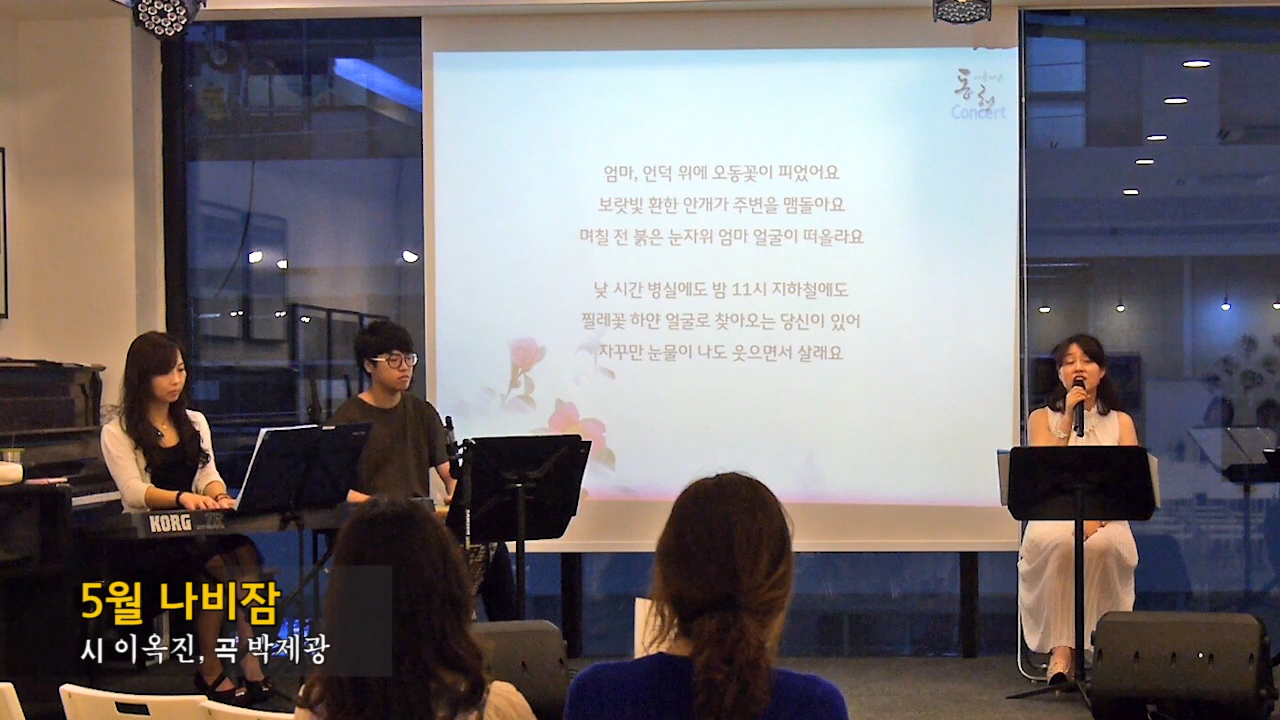 Concert
엄마, 언덕 위에 오동꽃이 피었어요
보랏빛 환한 안개가 주변을 맴돌아요
며칠 전 붉은 눈자위 엄마 얼굴이 떠올라요
낮 시간 병실에도 밤 11시 지하철에도
찔레꽃 하얀 얼굴로 찾아오는 당신이 있어
자꾸만 눈물이 나도 웃으면서 살래요
KORG
5월 나비잠
시 이옥진, 곡 박제광